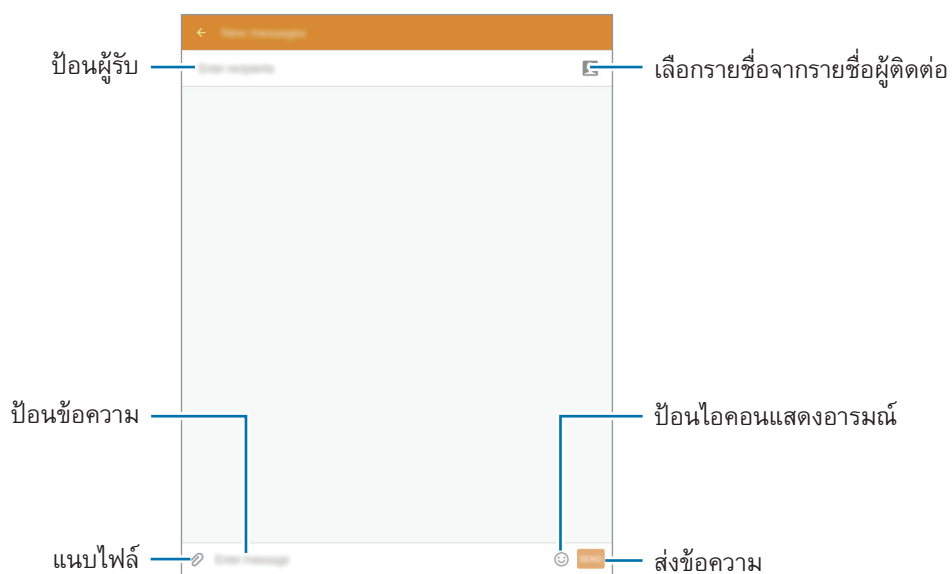 New messages
ป้อนผู้รับ
Enter recipients
เลือกรายชื่อจากรายชื่อผู้ติดต่อ
ป้อนข้อความ
ป้อนไอคอนแสดงอารมณ์
แนบไฟล์
Enter message
SEND
ส่งข้อความ